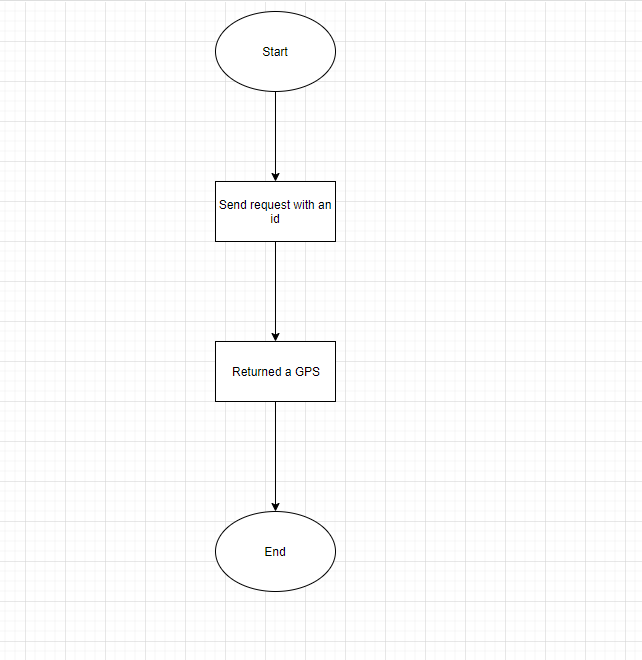 Start
Send request with an
id
Returned a GPS
End